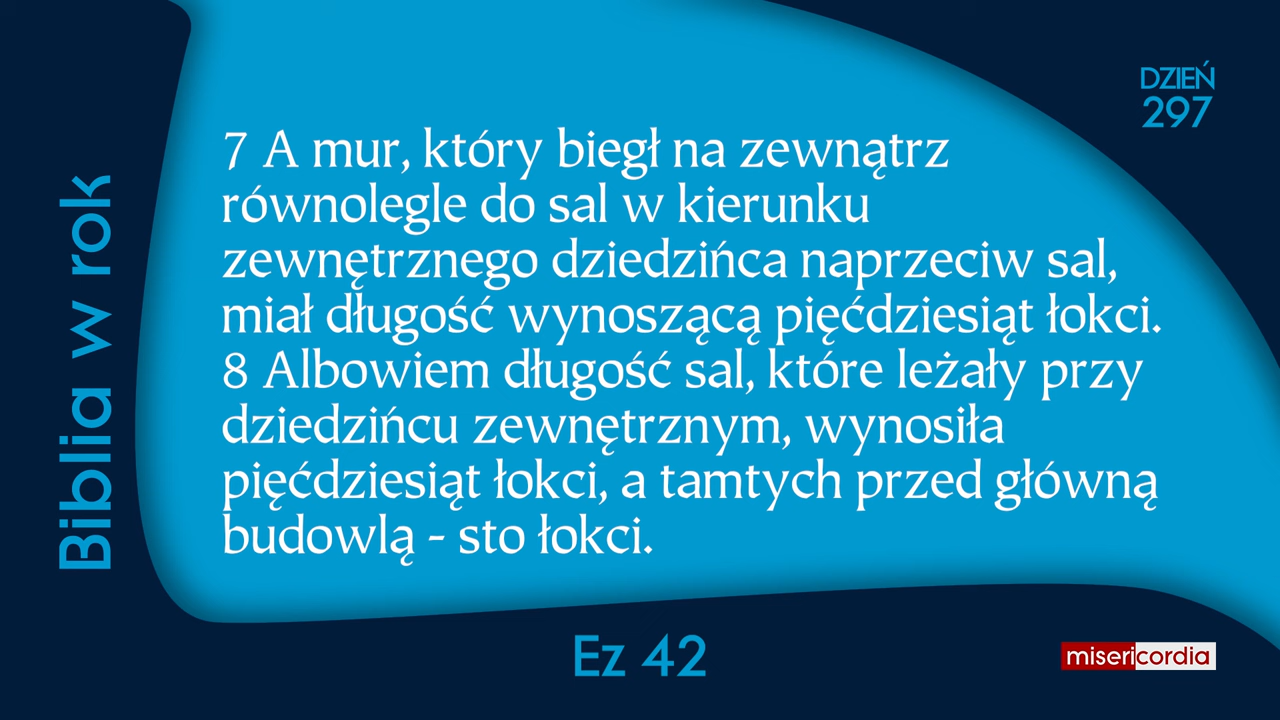 DZIEŃ
297
7 A mur, który biegł na zewnątrz
równolegle do sal w kierunku
zewnętrznego dziedzińca naprzeciw sal,
miał długość wynoszącą pięćdziesiąt łokci.
8 Albowiem długość sal, które leżały przy
dziedzińcu zewnętrznym, wynosiła
pięćdziesiąt łokci, a tamtych przed główną
budowlą - sto łokci.
Biblia w rok
Ez 42
misericordia